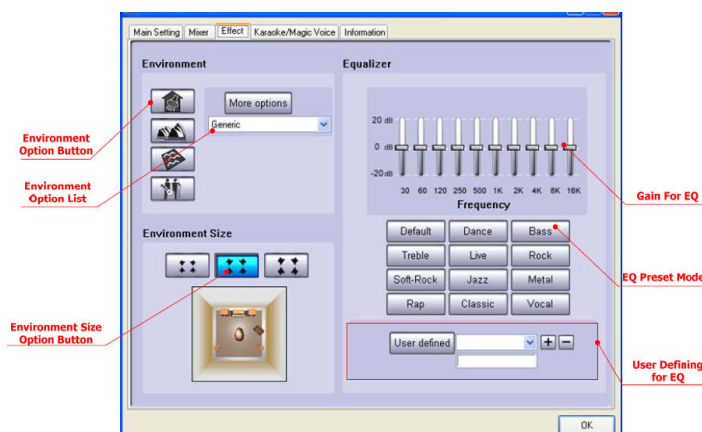 Main Setting Mixer Effect Karaoke/Magic Voice Information
Environment
More options
Generic
Environment
Option Button
Environment
Option List
Environment Size
Environment Size
Option Button
Equalizer
20 dB
0 dB
-20 dB
30 60 120 250 500 1K 2K 4K 8K 16K
Frequency
Gain For EQ
Default Dance Bass
Treble Live Rock
Soft-Rock Jazz Metal
Rap Classic Vocal
EQ Preset Mode
User defined
User Defining
for EQ
OK